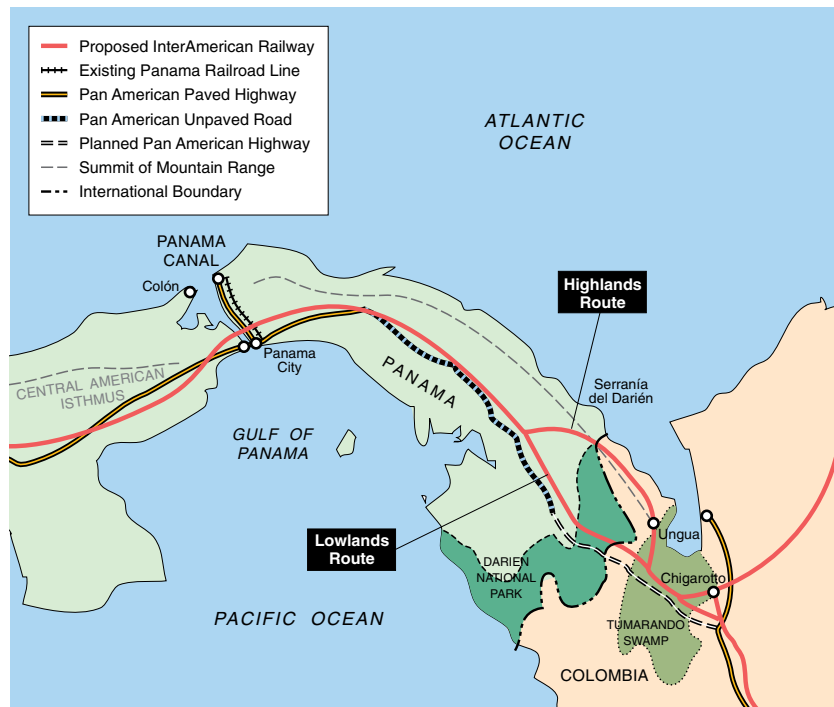 Proposed InterAmerican Railway
Existing Panama Railroad Line
Pan American Paved Highway
Pan American Unpaved Road
Planned Pan American Highway
Summit of Mountain Range
International Boundary
ATLANTIC
OCEAN
PANAMA
CANAL
Colón
Highlands
Route
Panama
City
CENTRAL AMERICAN
ISTHMUS
PANAMA
Serranía
del Darién
GULF OF
PANAMA
Lowlands
Route
Ungua
DARIEN
NATIONAL
PARK
Chigarotto
PACIFIC OCEAN
TUMARANDO
SWAMP
COLOMBIA